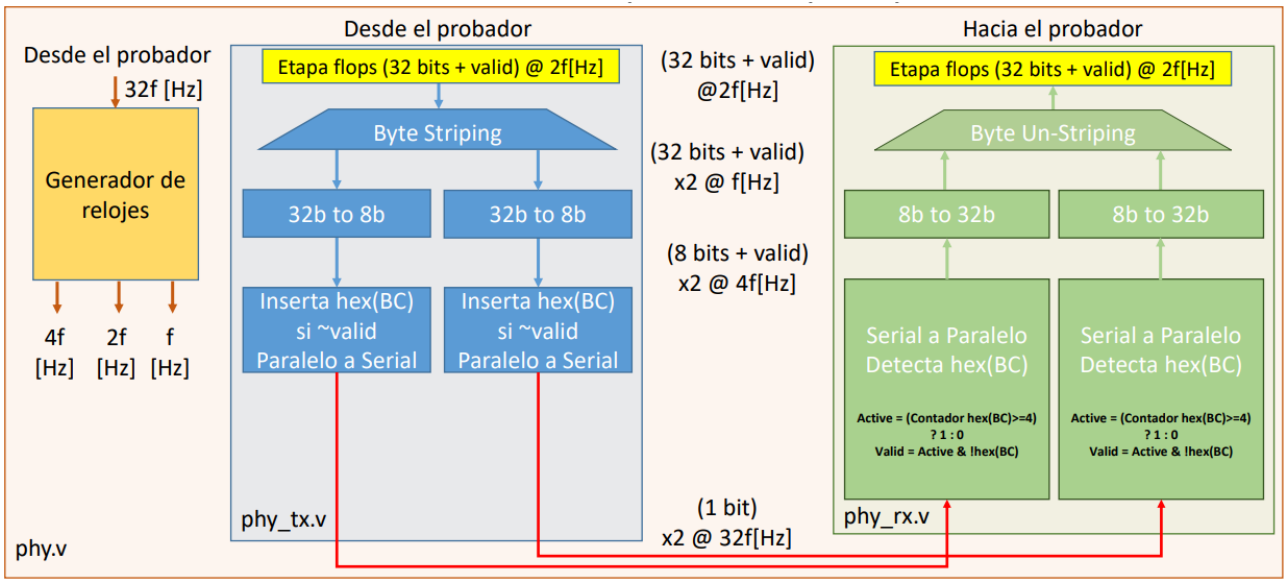 Desde el probador
32f [Hz]
Generador de
relojes
4f
[Hz]
2f
[Hz]
f
[Hz]
phy.v
Desde el probador
Etapa flops (32 bits + valid) @ 2f[Hz]
Byte Striping
32b to 8b
32b to 8b
Inserta hex(BC)
si ~valid
Paralelo a Serial
Inserta hex(BC)
si ~valid
Paralelo a Serial
phy_tx.v
(32 bits + valid)
@2f[Hz]
(32 bits + valid)
x2 @ f[Hz]
(8 bits + valid)
x2 @ 4f[Hz]
(1 bit)
x2 @ 32f[Hz]
Hacia el probador
Etapa flops (32 bits + valid) @ 2f[Hz]
Byte Un-Striping
8b to 32b
8b to 32b
Serial a Paralelo
Detecta hex(BC)
Active = (Contador hex(BC)>=4)
? 1 : 0
Valid = Active & !hex(BC)
Serial a Paralelo
Detecta hex(BC)
Active = (Contador hex(BC)>=4)
? 1 : 0
Valid = Active & !hex(BC)
phy_rx.v